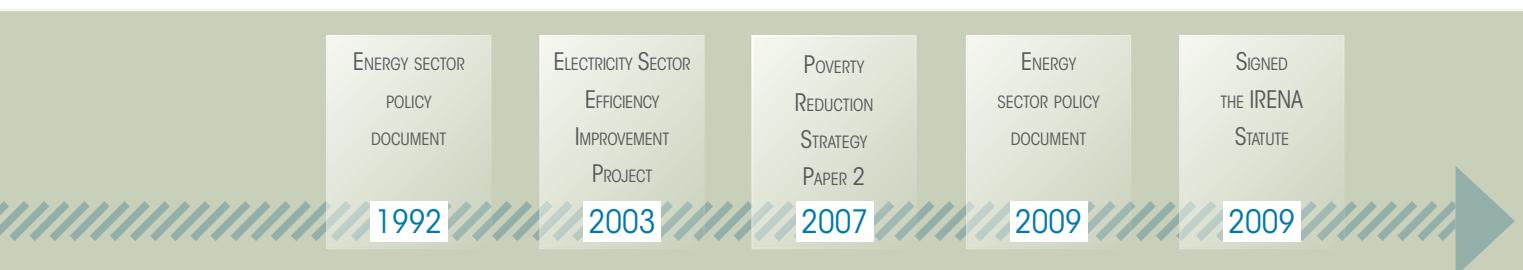 Energy sector
policy
document
1992
Electricity Sector
Efficiency
Improvement
Project
2003
Poverty
Reduction
Strategy
Paper 2
2007
Energy
sector policy
document
2009
Signed
the IRENA
Statute
2009